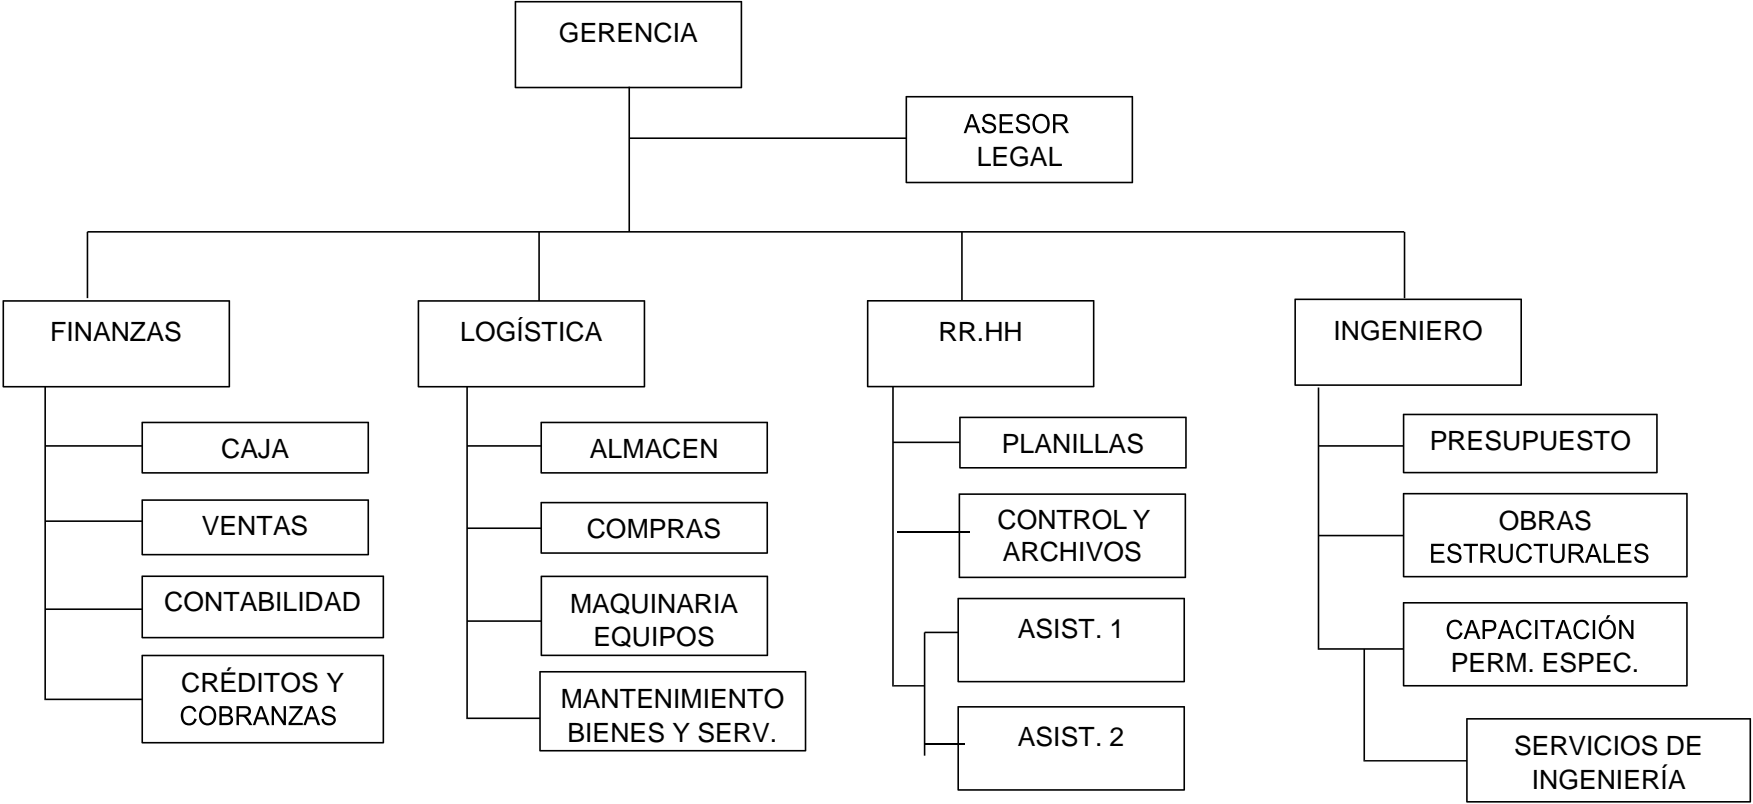 GERENCIA
ASESOR
LEGAL
FINANZAS
LOGÍSTICA
RR.HH
INGENIERO
CAJA
VENTAS
CONTABILIDAD
CRÉDITOS Y
COBRANZAS
ALMACEN
COMPRAS
MAQUINARIA
EQUIPOS
MANTENIMIENTO
BIENES Y SERV.
PLANILLAS
CONTROL Y
ARCHIVOS
ASIST. 1
ASIST. 2
PRESUPUESTO
OBRAS
ESTRUCTURALES
CAPACITACIÓN
PERM. ESPEC.
SERVICIOS DE
INGENIERÍA